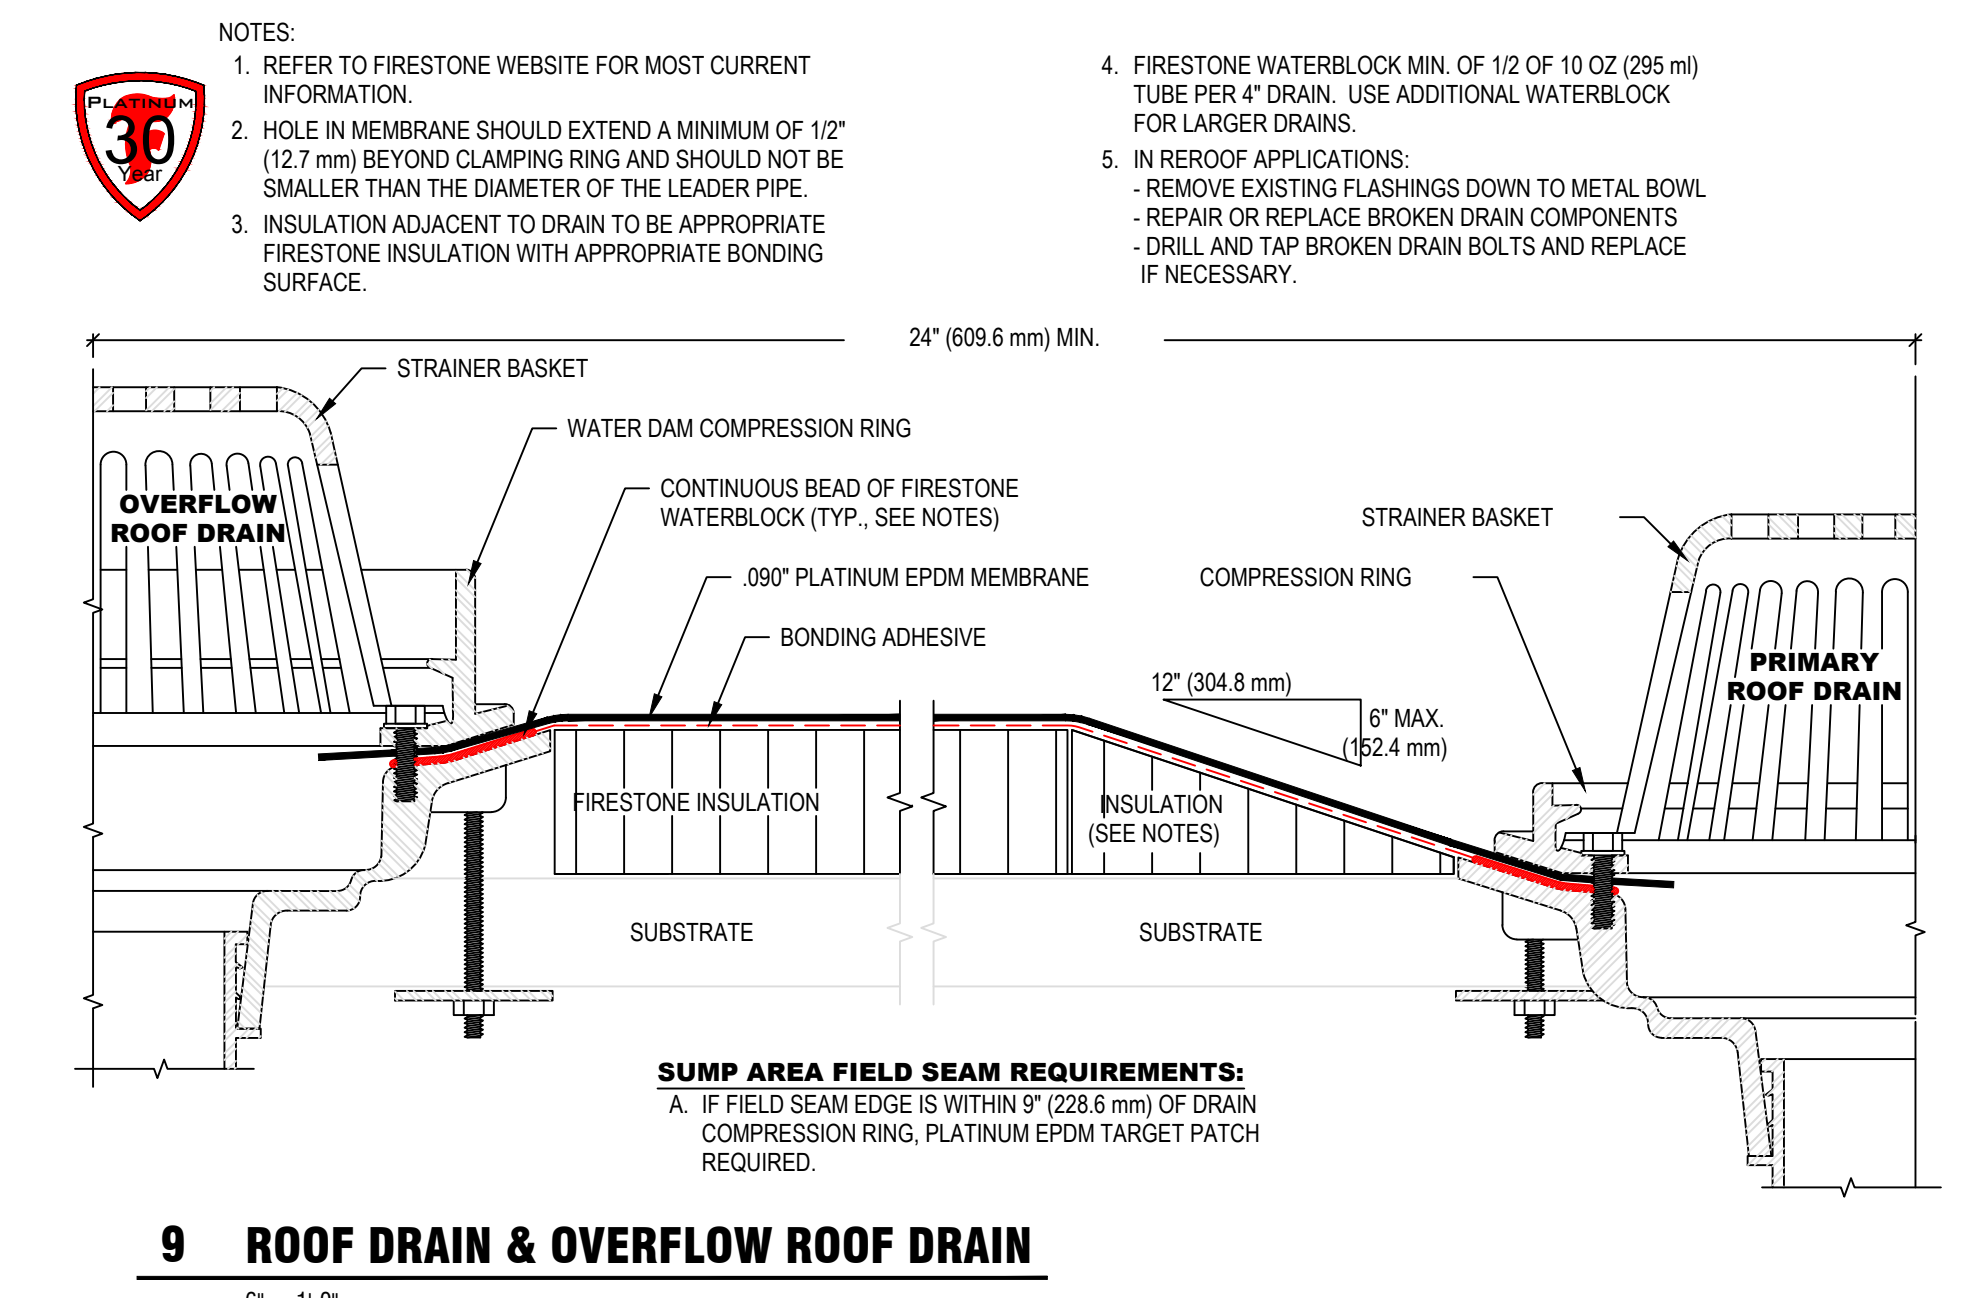 NOTES:
1. REFER TO FIRESTONE WEBSITE FOR MOST CURRENT
INFORMATION.
2. HOLE IN MEMBRANE SHOULD EXTEND A MINIMUM OF 1/2"
(12.7 mm) BEYOND CLAMPING RING AND SHOULD NOT BE
SMALLER THAN THE DIAMETER OF THE LEADER PIPE.
3. INSULATION ADJACENT TO DRAIN TO BE APPROPRIATE
FIRESTONE INSULATION WITH APPROPRIATE BONDING
SURFACE.
4. FIRESTONE WATERBLOCK MIN. OF 1/2 OF 10 OZ (295 ml)
TUBE PER 4" DRAIN. USE ADDITIONAL WATERBLOCK
FOR LARGER DRAINS.
5. IN REROOF APPLICATIONS:
- REMOVE EXISTING FLASHINGS DOWN TO METAL BOWL
- REPAIR OR REPLACE BROKEN DRAIN COMPONENTS
- DRILL AND TAP BROKEN DRAIN BOLTS AND REPLACE
IF NECESSARY.
PLATINUM
30
Year
24" (609.6 mm) MIN.
STRAINER BASKET
WATER DAM COMPRESSION RING
CONTINUOUS BEAD OF FIRESTONE
WATERBLOCK (TYP., SEE NOTES)
OVERFLOW
ROOF DRAIN
STRAINER BASKET
.090" PLATINUM EPDM MEMBRANE
COMPRESSION RING
BONDING ADHESIVE
PRIMARY
ROOF DRAIN
12" (304.8 mm)
6" MAX.
(152.4 mm)
FIRESTONE INSULATION
INSULATION
(SEE NOTES)
SUBSTRATE
SUBSTRATE
SUMP AREA FIELD SEAM REQUIREMENTS:
A. IF FIELD SEAM EDGE IS WITHIN 9" (228.6 mm) OF DRAIN
COMPRESSION RING, PLATINUM EPDM TARGET PATCH
REQUIRED.
9 ROOF DRAIN & OVERFLOW ROOF DRAIN